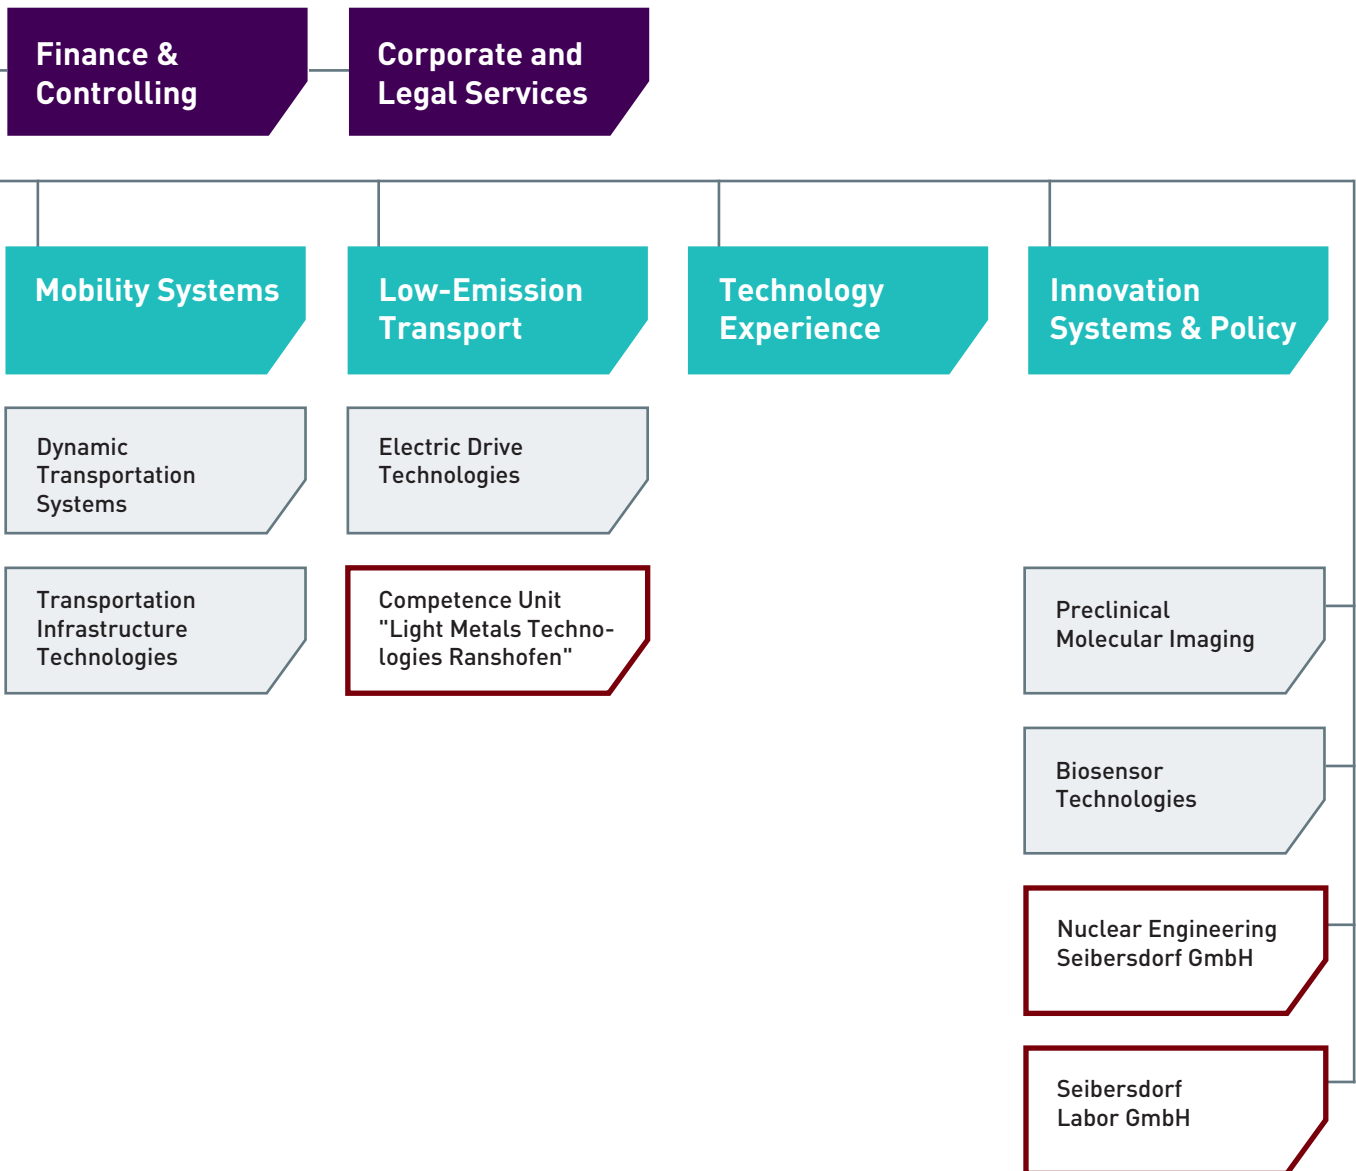 Finance &
Controlling
Corporate and
Legal Services
Mobility Systems
Low-Emission
Transport
Technology
Experience
Innovation
Systems & Policy
Dynamic
Transportation
Systems
Electric Drive
Technologies
Transportation
Infrastructure
Technologies
Competence Unit
"Light Metals Techno-
logies Ranshofen"
Preclinical
Molecular Imaging
Biosensor
Technologies
Nuclear Engineering
Seibersdorf GmbH
Seibersdorf
Labor GmbH